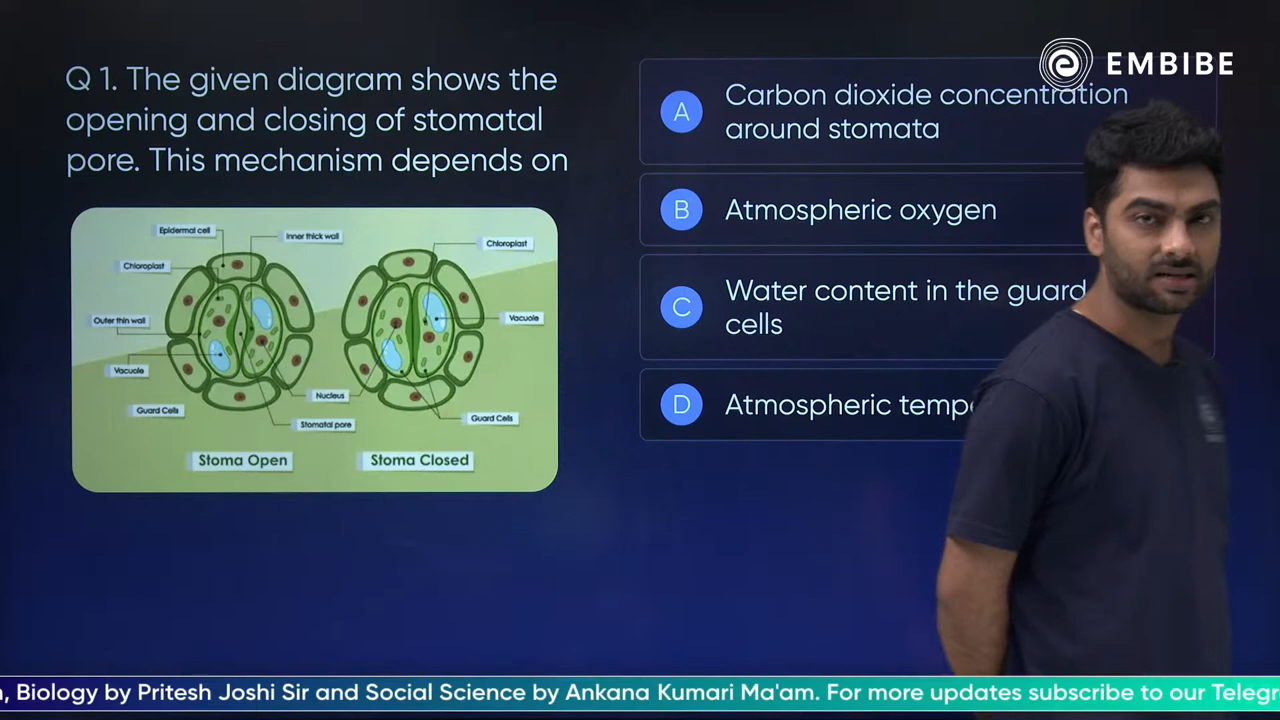 EMBIBE
Q 1. The given diagram shows the
opening and closing of stomatal
pore. This mechanism depends on
A
Carbon dioxide concentration
around stomata
B
Atmospheric oxygen
C
Water content in the guard
cells
D
Atmospheric tempe
Epidermal cell
Inner thick wall
Chloroplast
Chloroplast
Outer thin wall
Vacuole
Vacuole
Nucleus
Guard Cells
Guard Cells
Stomatal pore
Stoma Open
Stoma Closed
, Biology by Pritesh Joshi Sir and Social Science by Ankana Kumari Ma'am. For more updates subscribe to our Telegr